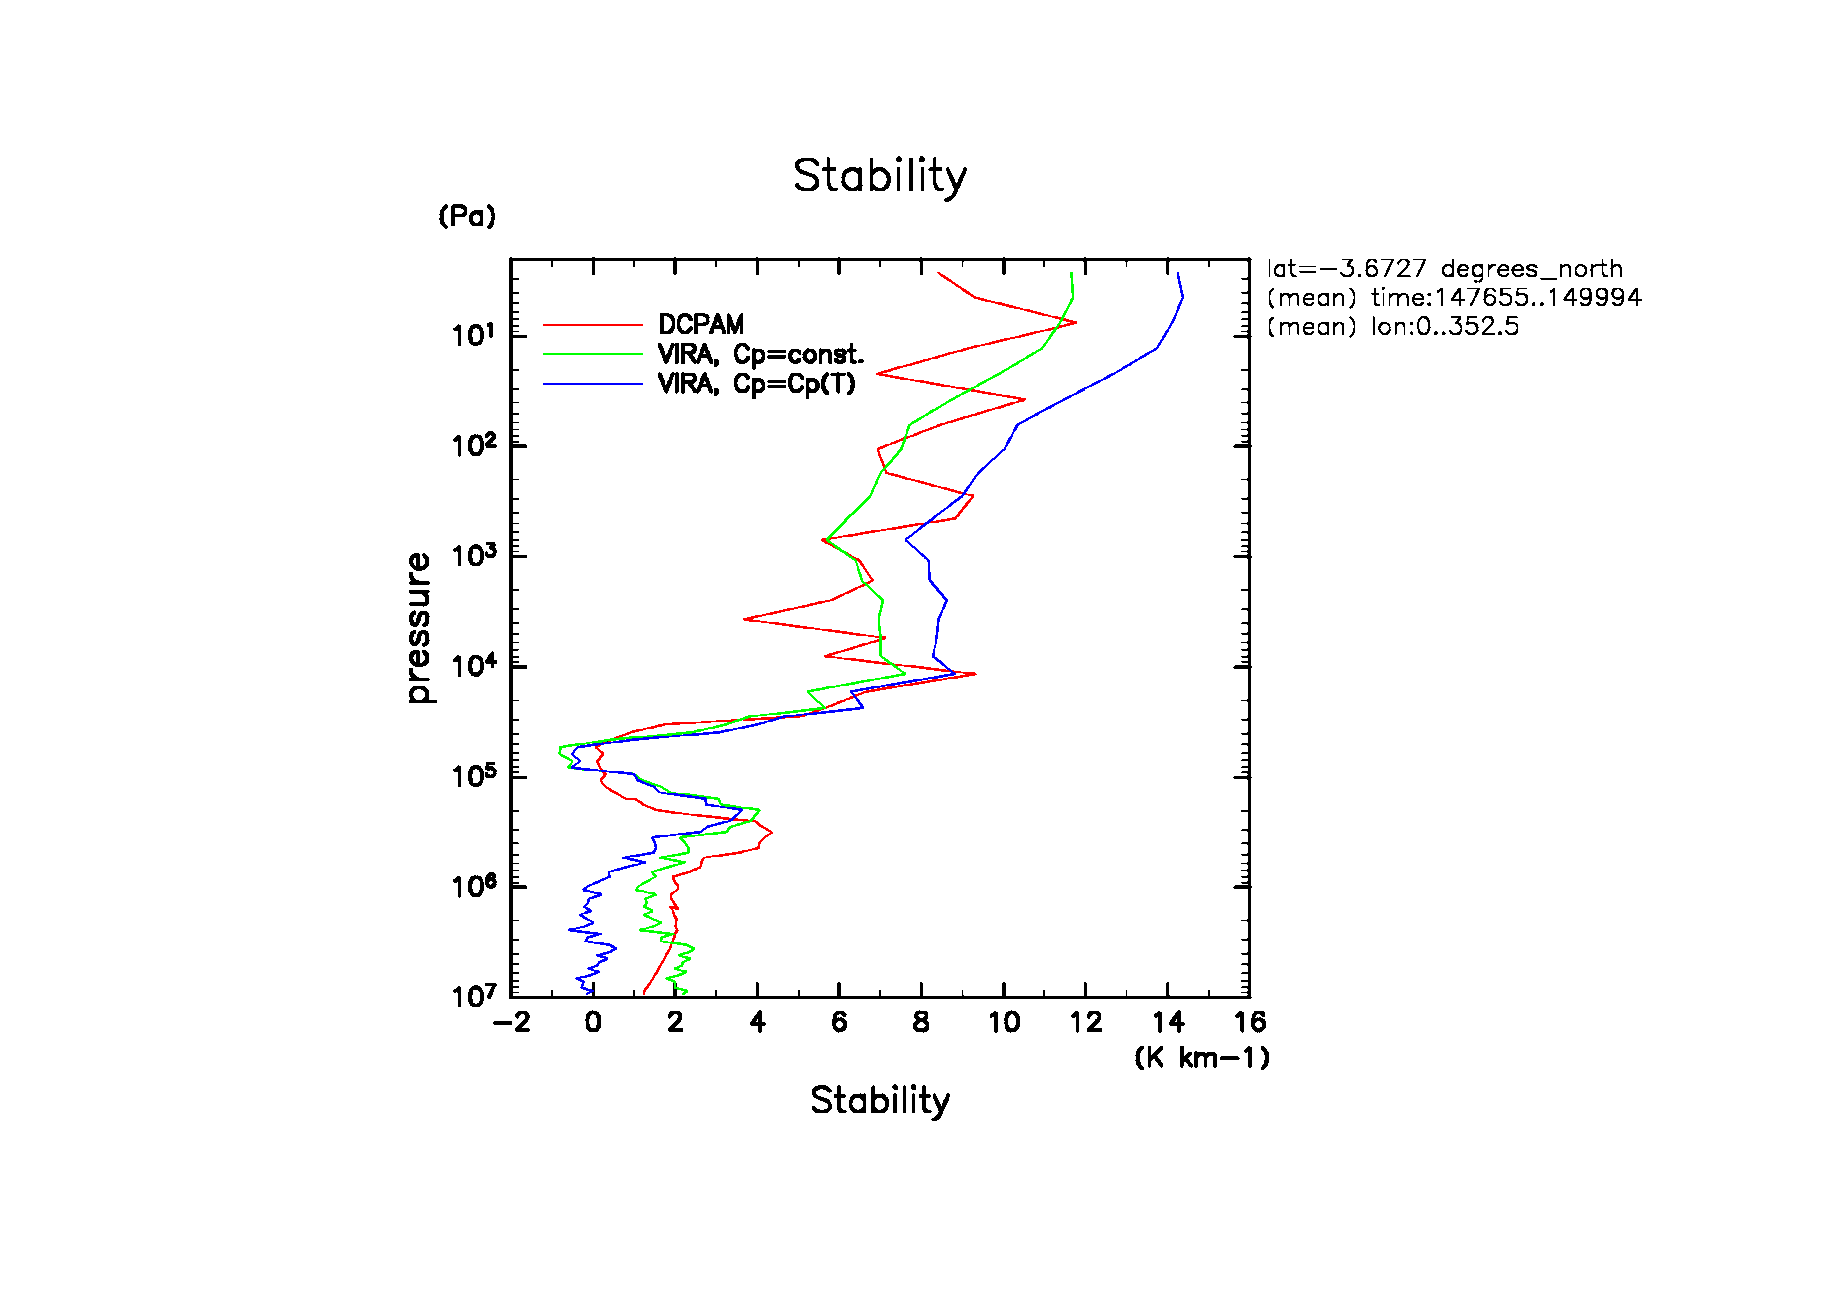 Stability
(Pa)
lat=−3.6727 degrees_north
(mean) time:147655..149994
(mean) lon:0..352.5
DCPAM
VIRA, Cp=const.
VIRA, Cp=Cp(T)
10¹
10²
10³
10⁴
10⁵
10⁶
10⁷
pressure
−2 0 2 4 6 8 10 12 14 16
(K km−1)
Stability